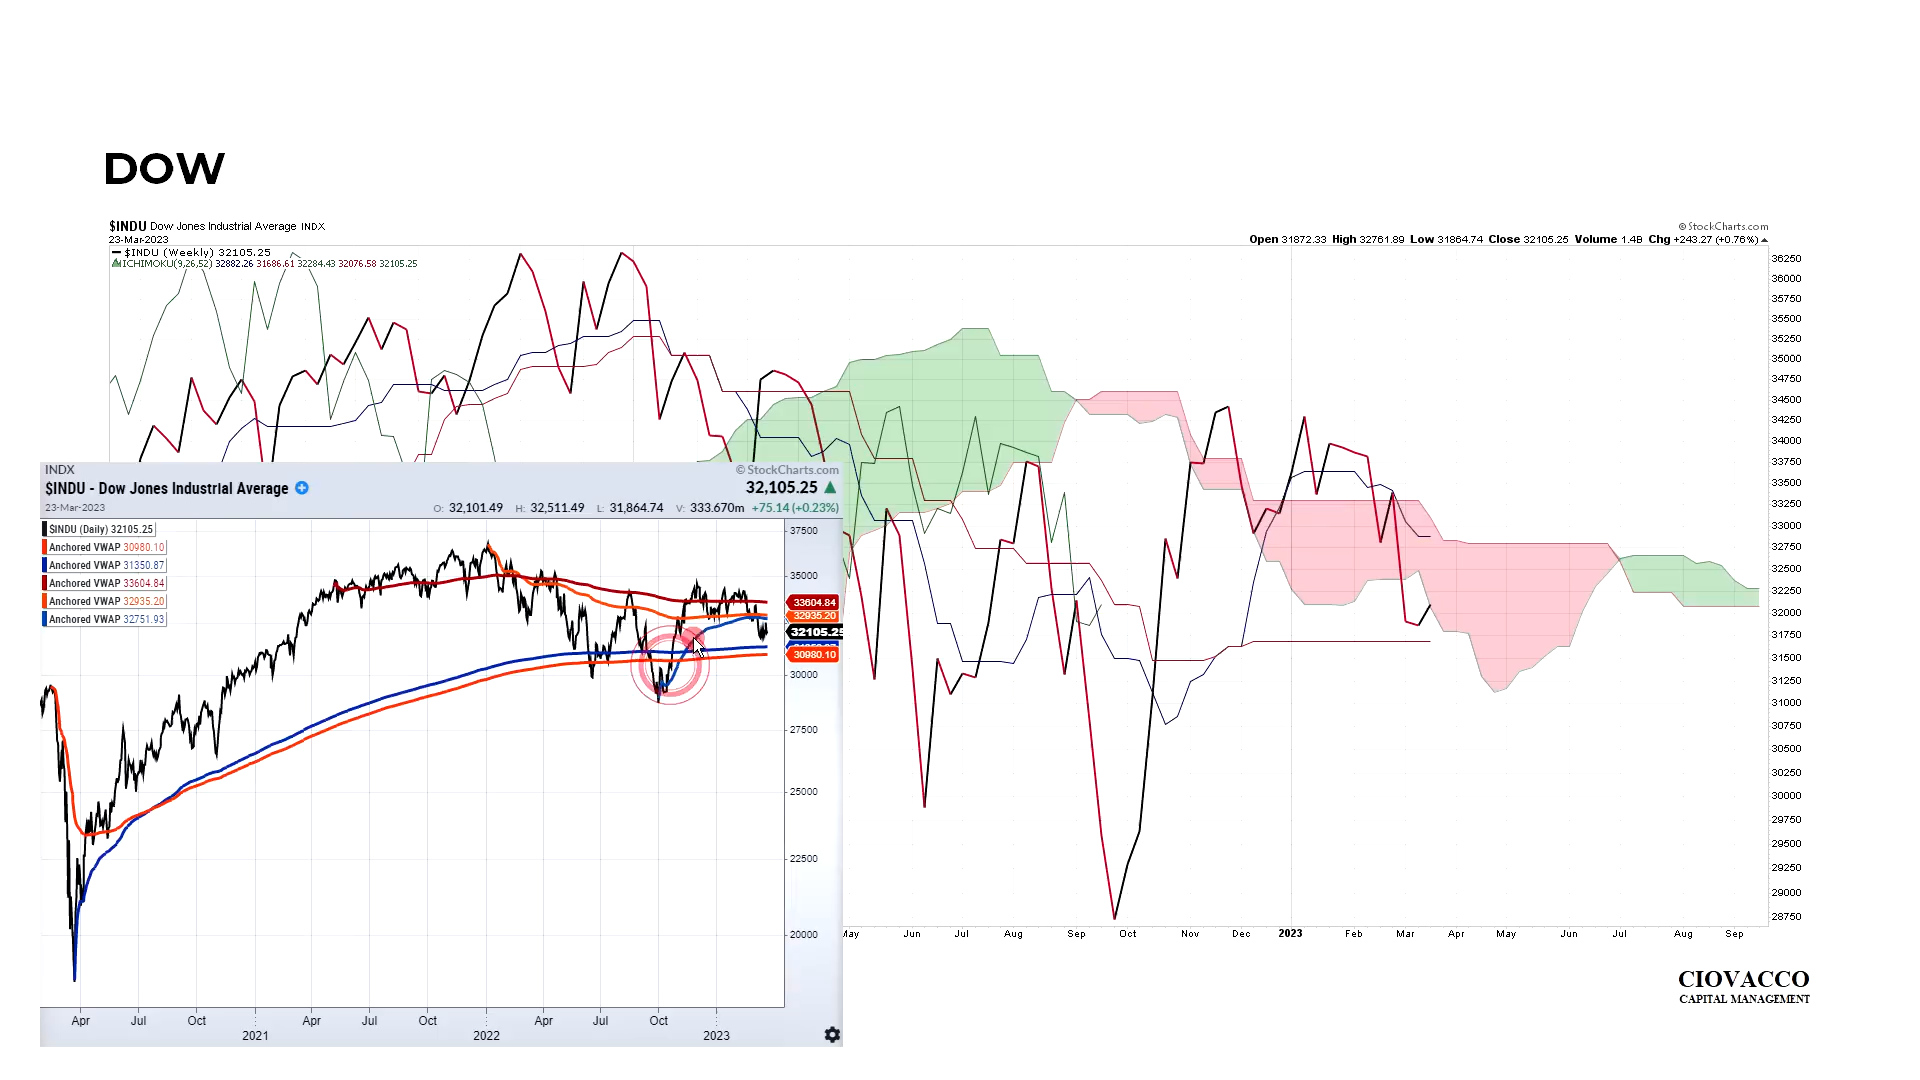 DOW
$INDU Dow Jones Industrial Average INDX
© StockCharts.com
23-Mar-2023
Open 31872.33 High 32761.89 Low 31864.74 Close 32105.25 Volume 1.4B Chg +243.27 (+0.76%)
$INDU (Weekly) 32105.25
ICHIMOKU(9,26,52) 32882.26 31686.61 32284.43 32076.58 32105.25
36250
36000
35750
35500
35250
35000
34750
34500
34250
34000
33750
33500
33250
33000
32750
32500
32250
32000
31750
31500
31250
31000
30750
30500
30250
30000
29750
29500
29250
29000
28750
May Jun Jul Aug Sep Oct Nov Dec 2023 Feb Mar Apr May Jun Jul Aug Sep
INDX
© StockCharts.com
$INDU - Dow Jones Industrial Average
32,105.25
23-Mar-2023
O: 32,101.49 H: 32,511.49 L: 31,864.74 V: 333.670m +75.14 (+0.23%)
$INDU (Daily) 32105.25
Anchored VWAP 30980.10
Anchored VWAP 31350.87
Anchored VWAP 33604.84
Anchored VWAP 32935.20
Anchored VWAP 32751.93
37500
35000
33604.84
32935.20
32105.25
30980.10
30000
27500
25000
22500
20000
Apr Jul Oct Apr Jul Oct Apr Jul Oct
2021 2022 2023
CIOVACCO
CAPITAL MANAGEMENT